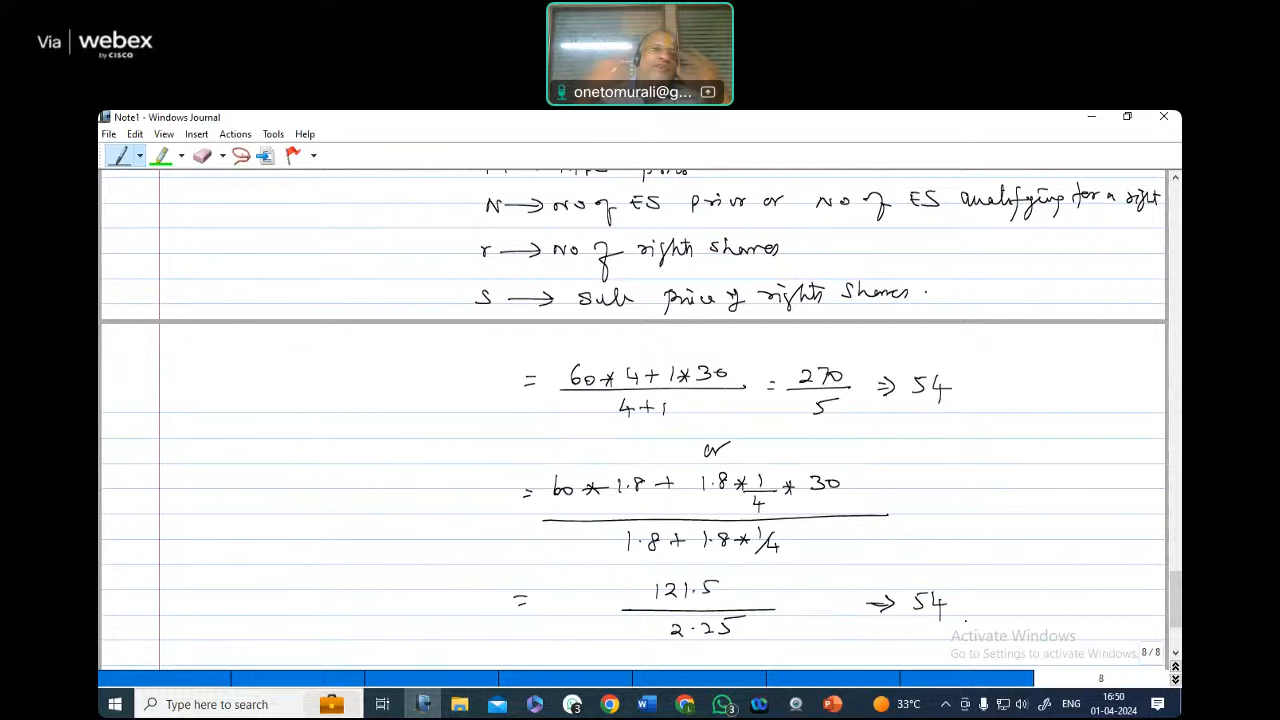 Via webex
by CISCO
onetomurali@g...
Note1 - Windows Journal
File Edit View Insert Actions Tools Help
N → No of ES prior or No of ES qualifying for a right
r → No of rights shares
S → Sub price of rights shares.
= 60*4+1*30 / 4+1 = 270 / 5 ⇒ 54
or
= 60*1.8+ 1.8*1/4 * 30
1.8+ 1.8*1/4
= 121.5 / 2.25 ⇒ 54
Activate Windows
Go to Settings to activate Windows.
8/8
8
Type here to search
3
3
33°C
ENG
16:50
01-04-2024